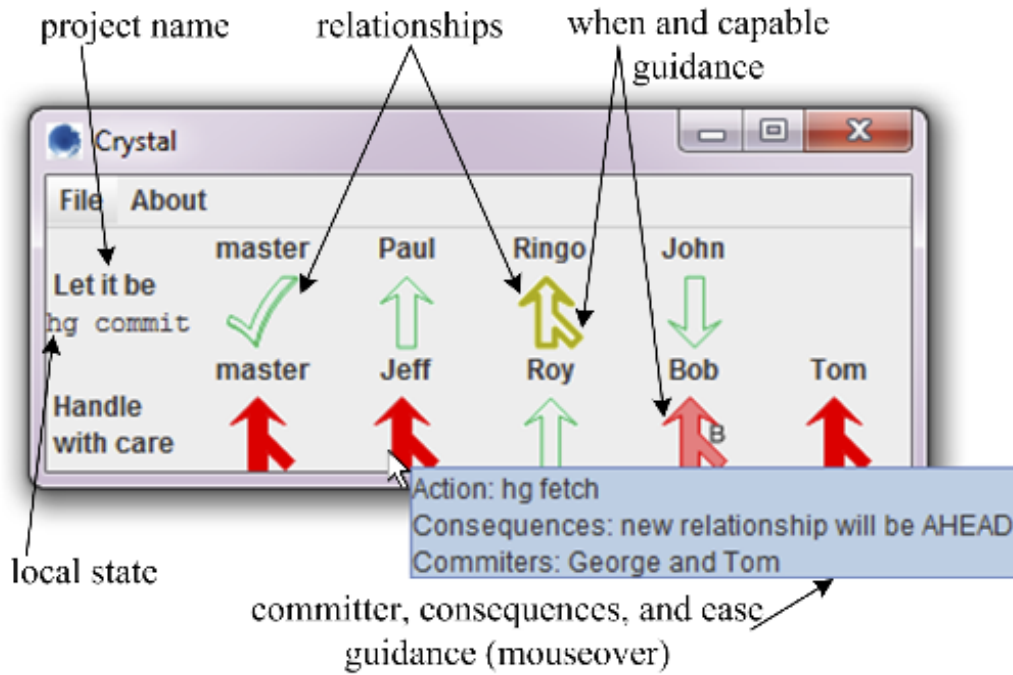 project name
relationships
when and capable
guidance
Crystal
File About
master Paul Ringo John
Let it be
hg commit
master Jeff Roy Bob Tom
Handle
with care
B
Action: hg fetch
Consequences: new relationship will be AHEAD
Commiters: George and Tom
local state
committer, consequences, and ease
guidance (mouseover)